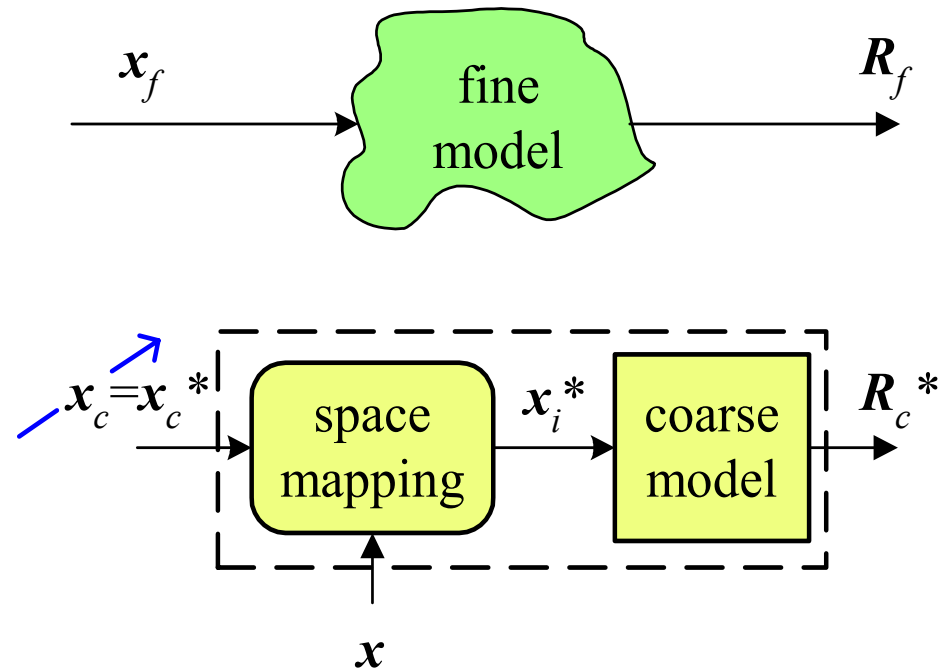 x_f
fine
model
R_f
x_c=x_c*
space
mapping
x_i*
coarse
model
R_c*
x